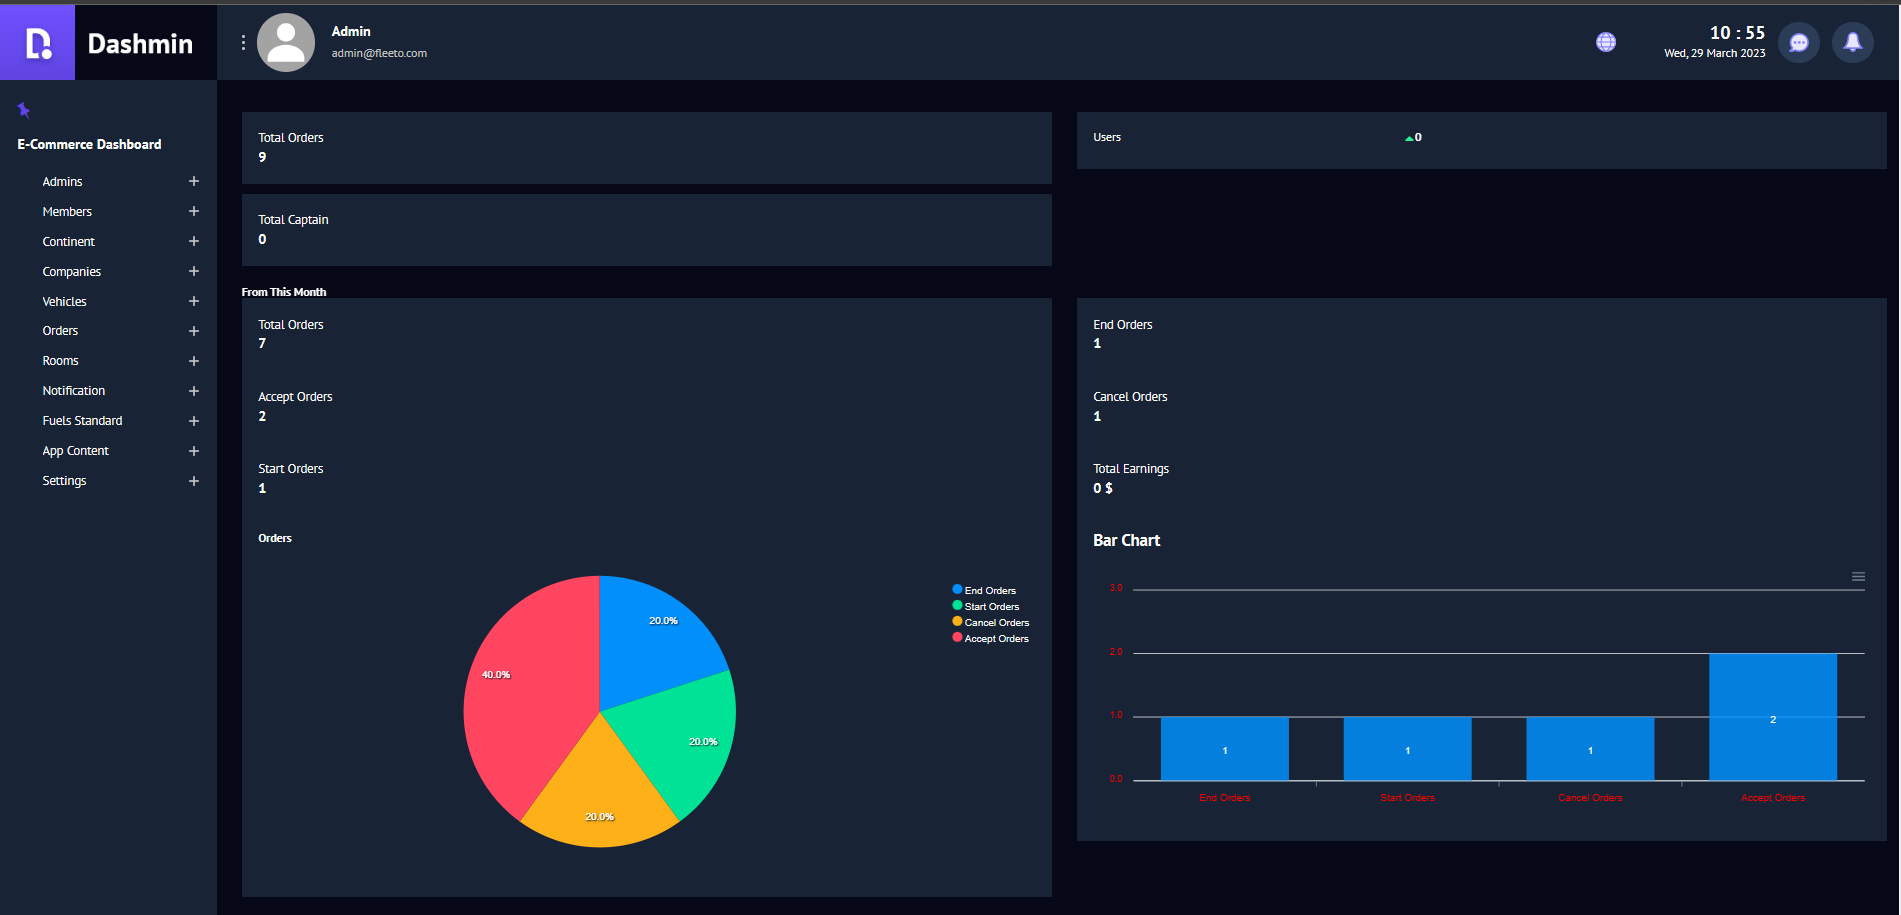 Dashmin
Admin
admin@fleeto.com
10 : 55
Wed, 29 March 2023
E-Commerce Dashboard
Admins
Members
Continent
Companies
Vehicles
Orders
Rooms
Notification
Fuels Standard
App Content
Settings
Total Orders
9
Users
0
Total Captain
0
From This Month
Total Orders
7
Accept Orders
2
Start Orders
1
Orders
20.0%
20.0%
20.0%
40.0%
End Orders
Start Orders
Cancel Orders
Accept Orders
End Orders
1
Cancel Orders
1
Total Earnings
0 $
Bar Chart
3.0
2.0
1.0
0.0
1
1
1
2
End Orders
Start Orders
Cancel Orders
Accept Orders